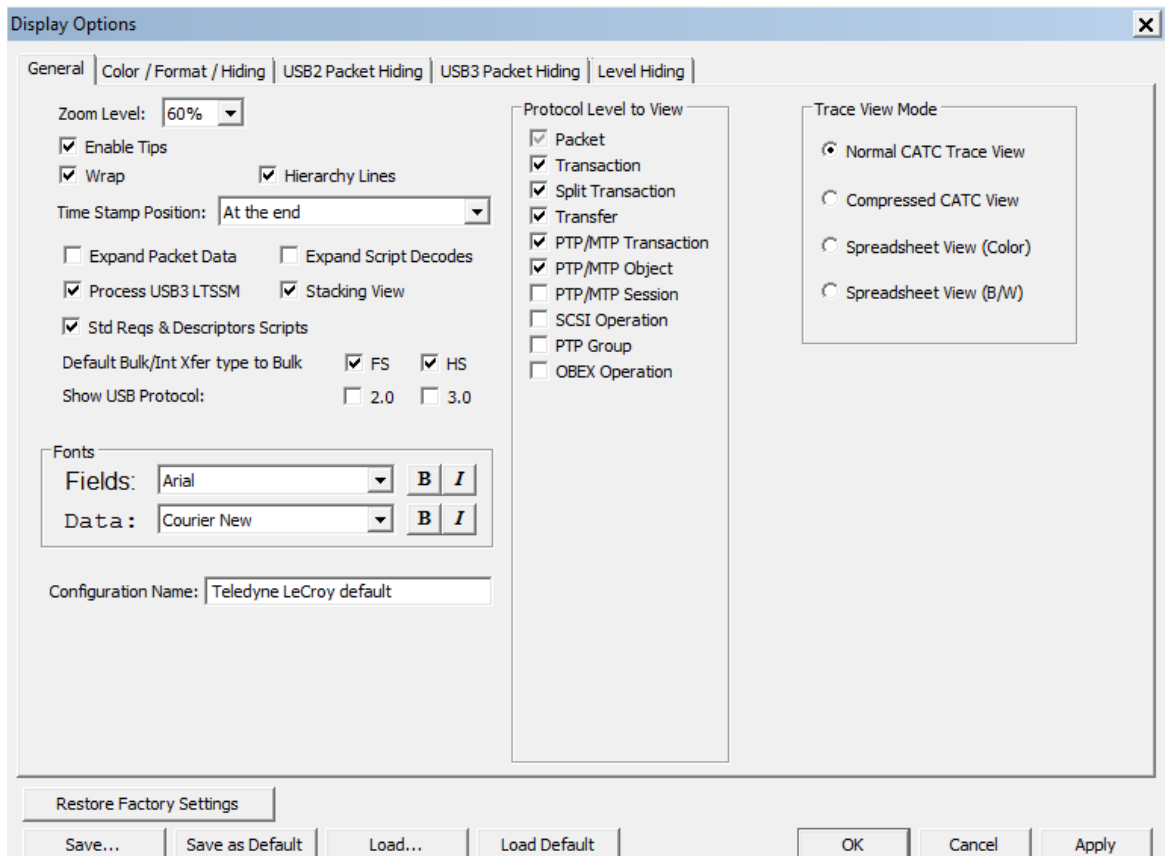 Display Options
General
Color / Format / Hiding
USB2 Packet Hiding
USB3 Packet Hiding
Level Hiding
Zoom Level: 60%
Enable Tips
Wrap
Hierarchy Lines
Time Stamp Position: At the end
Expand Packet Data
Expand Script Decodes
Process USB3 LTSSM
Stacking View
Std Reqs & Descriptors Scripts
Default Bulk/Int Xfer type to Bulk
FS
HS
Show USB Protocol:
2.0
3.0
Fonts
Fields: Arial
B
I
Data: Courier New
B
I
Configuration Name: Teledyne LeCroy default
Protocol Level to View
Packet
Transaction
Split Transaction
Transfer
PTP/MTP Transaction
PTP/MTP Object
PTP/MTP Session
SCSI Operation
PTP Group
OBEX Operation
Trace View Mode
Normal CATC Trace View
Compressed CATC View
Spreadsheet View (Color)
Spreadsheet View (B/W)
Restore Factory Settings
Save...
Save as Default
Load...
Load Default
OK
Cancel
Apply